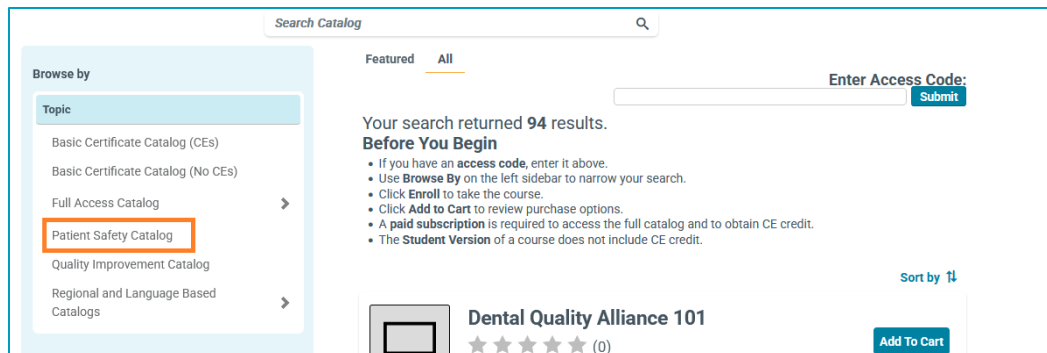 Search Catalog
Browse by
Topic
Basic Certificate Catalog (CEs)
Basic Certificate Catalog (No CEs)
Full Access Catalog
Patient Safety Catalog
Quality Improvement Catalog
Regional and Language Based
Catalogs
Featured All
Enter Access Code:
Submit
Your search returned 94 results.
Before You Begin
• If you have an access code, enter it above.
• Use Browse By on the left sidebar to narrow your search.
• Click Enroll to take the course.
• Click Add to Cart to review purchase options.
• A paid subscription is required to access the full catalog and to obtain CE credit.
• The Student Version of a course does not include CE credit.
Sort by
Dental Quality Alliance 101
(0)
Add To Cart